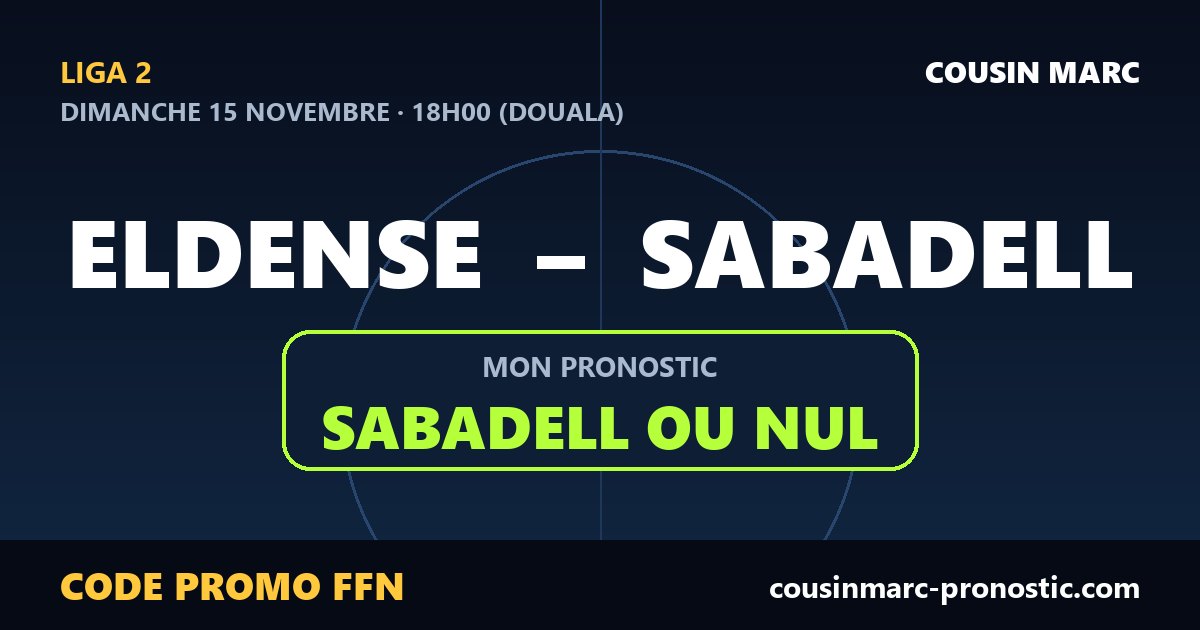 LIGA 2
COUSIN MARC
DIMANCHE 15 NOVEMBRE · 18H00 (DOUALA)
ELDENSE – SABADELL
MON PRONOSTIC
SABADELL OU NUL
CODE PROMO FFN
cousinmarc-pronostic.com